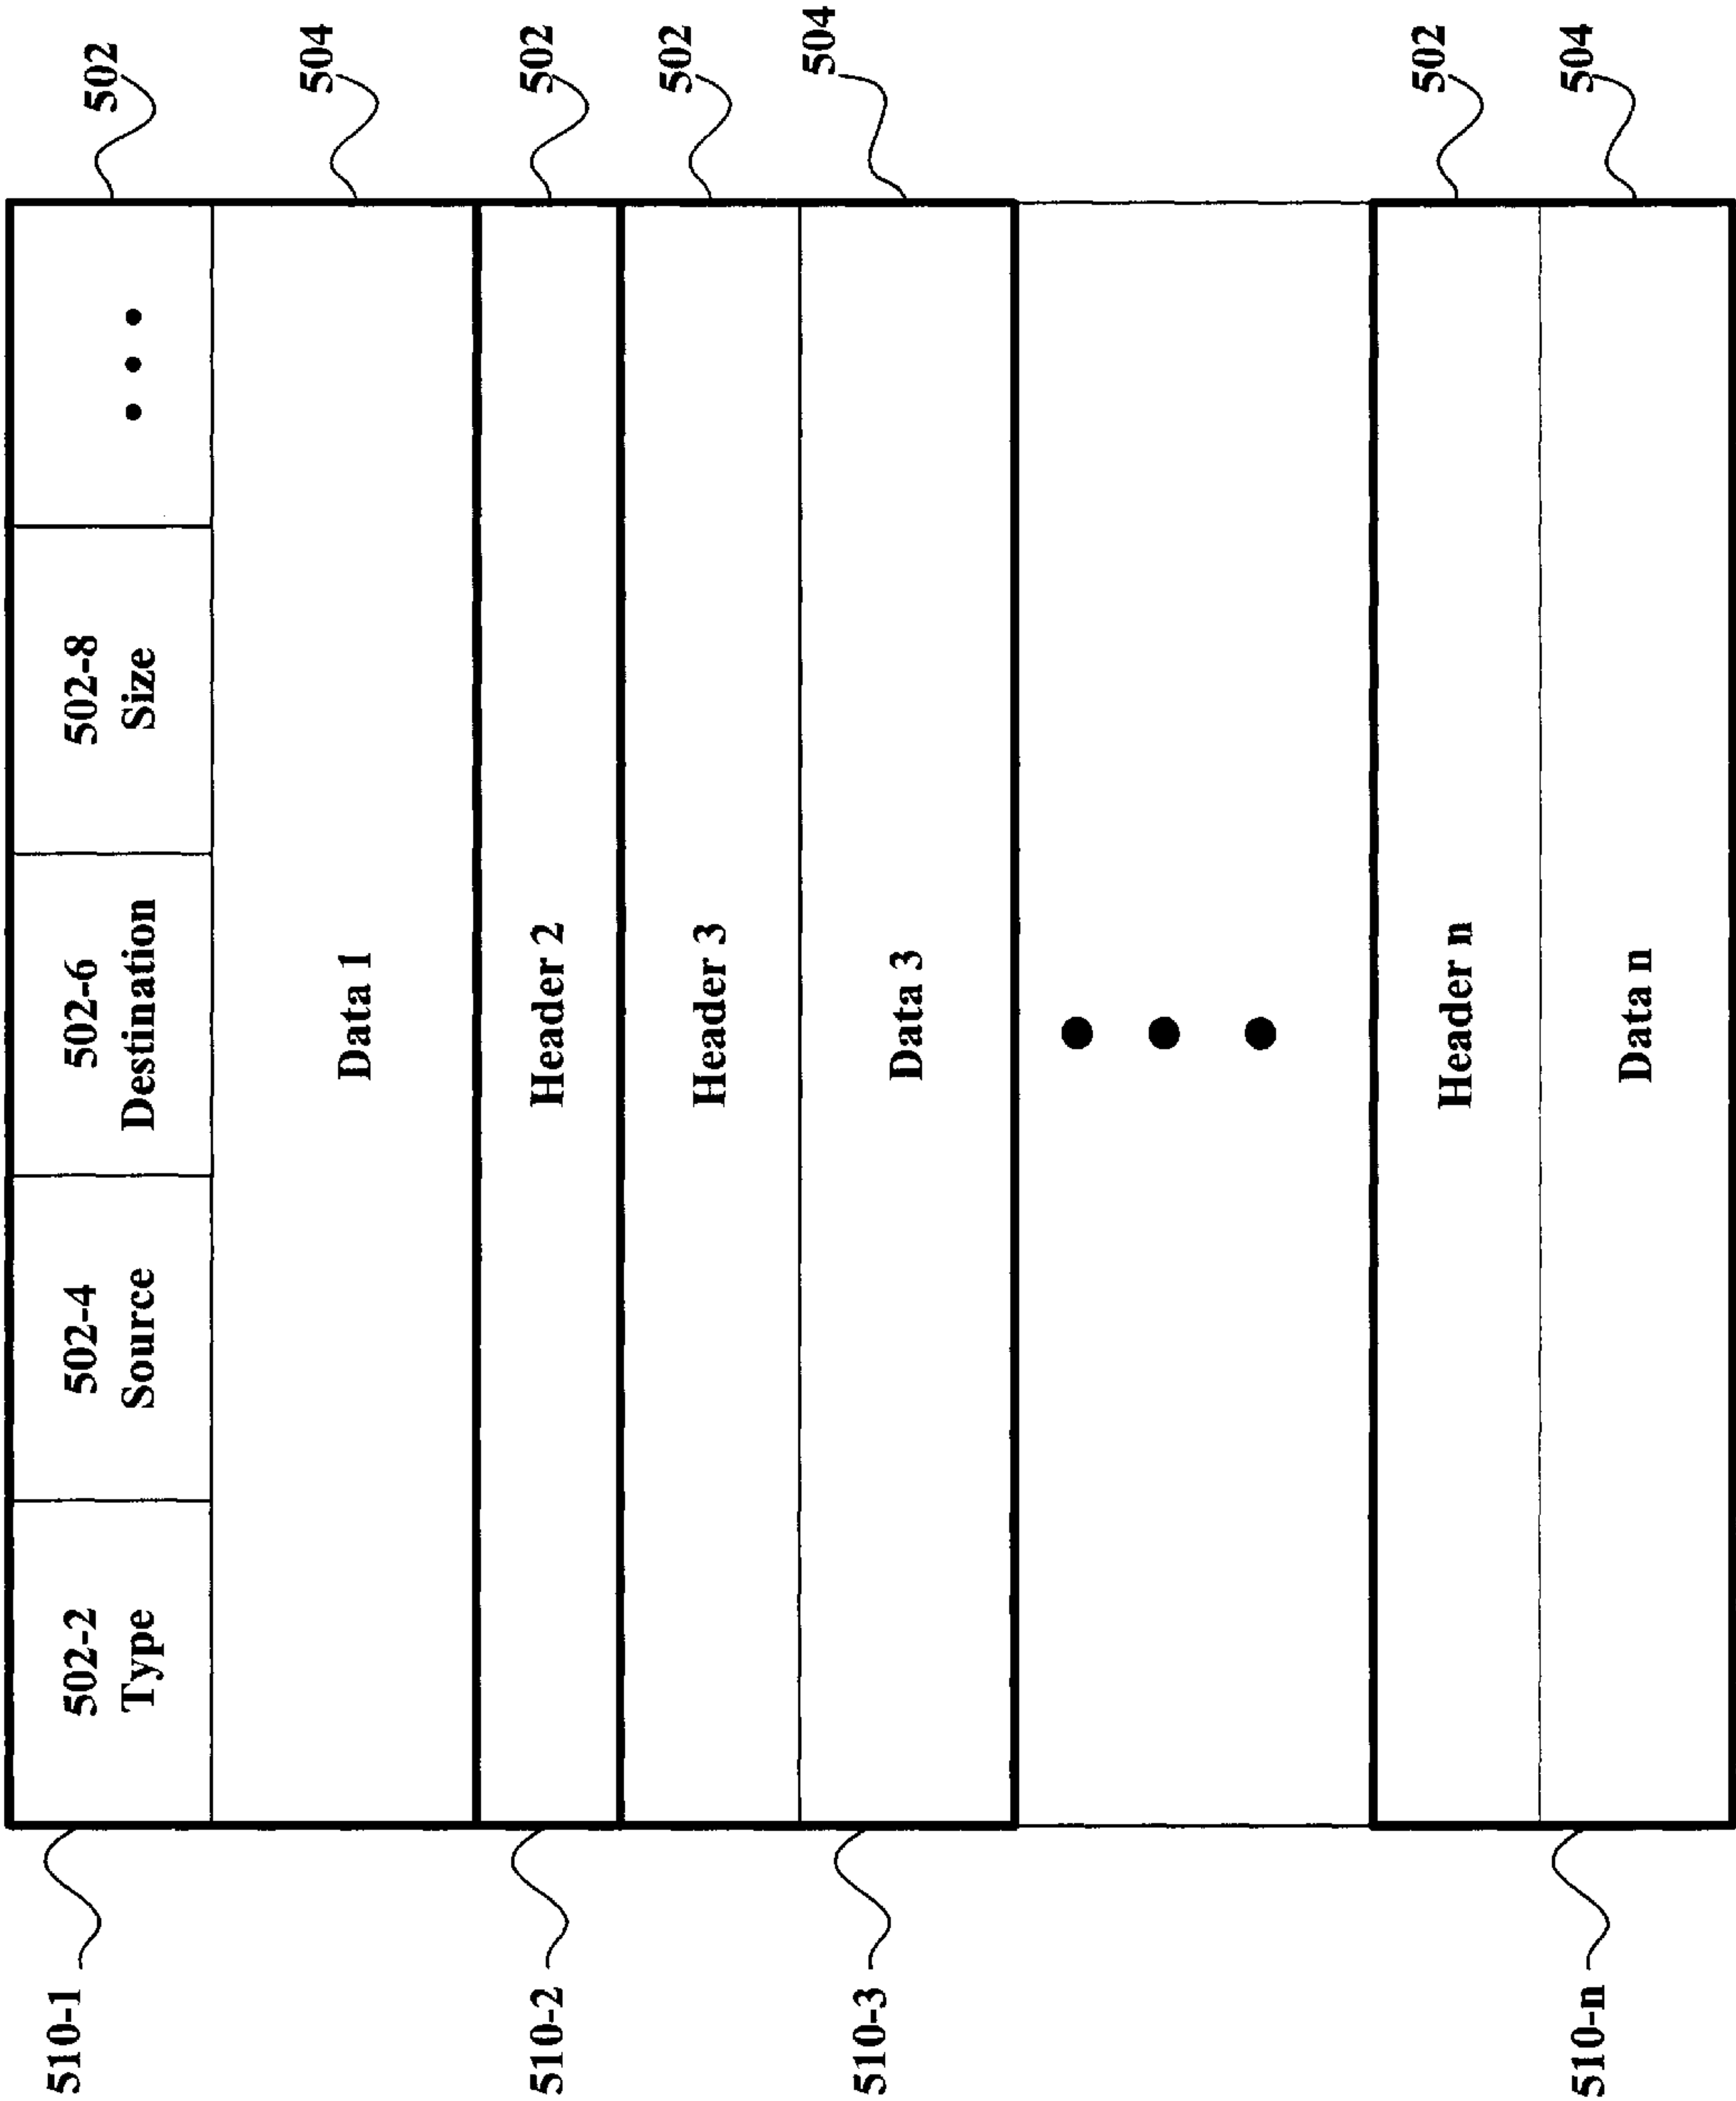 510-1
502-2
Type
502-4
Source
502-6
Destination
502-8
Size
• • •
502
Data 1
504
510-2
Header 2
502
Header 3
502
510-3
Data 3
504
• • •
Header n
502
510-n
Data n
504